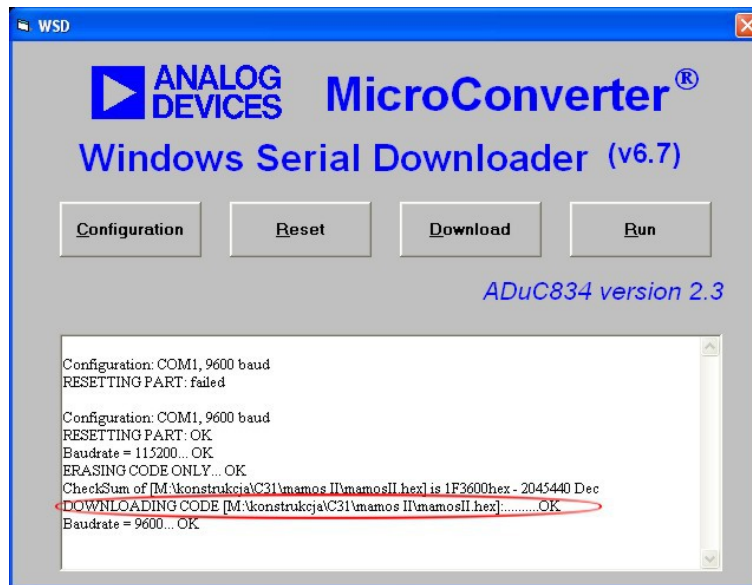 WSD
ANALOG
DEVICES
MicroConverter®
Windows Serial Downloader (v6.7)
Configuration Reset Download Run
ADuC834 version 2.3
Configuration: COM1, 9600 baud
RESETTING PART: failed
Configuration: COM1, 9600 baud
RESETTING PART: OK
Baudrate = 115200... OK
ERASING CODE ONLY... OK
CheckSum of [M:\konstrukcja\C31\mamos II\mamosII.hex] is 1F3600hex - 2045440 Dec
DOWNLOADING CODE [M:\konstrukcja\C31\mamos II\mamosII.hex]:.........OK
Baudrate = 9600... OK